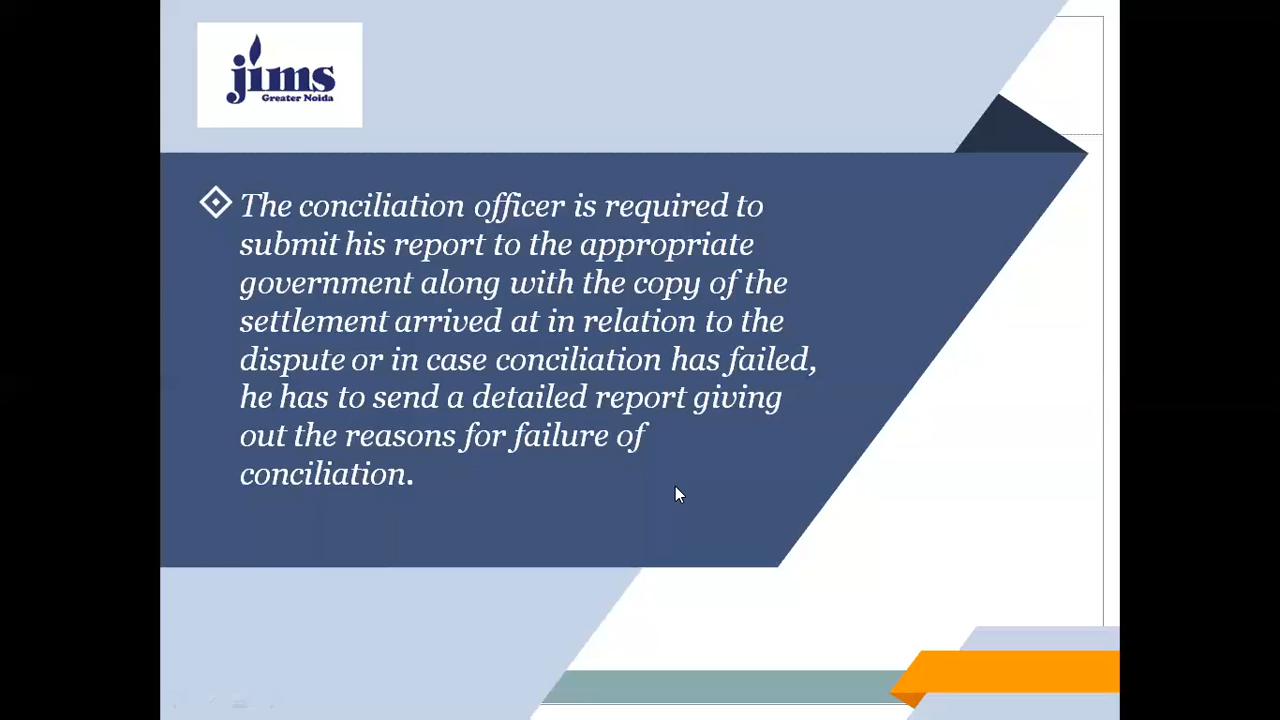 jims
Greater Noida
The conciliation officer is required to
submit his report to the appropriate
government along with the copy of the
settlement arrived at in relation to the
dispute or in case conciliation has failed,
he has to send a detailed report giving
out the reasons for failure of
conciliation.